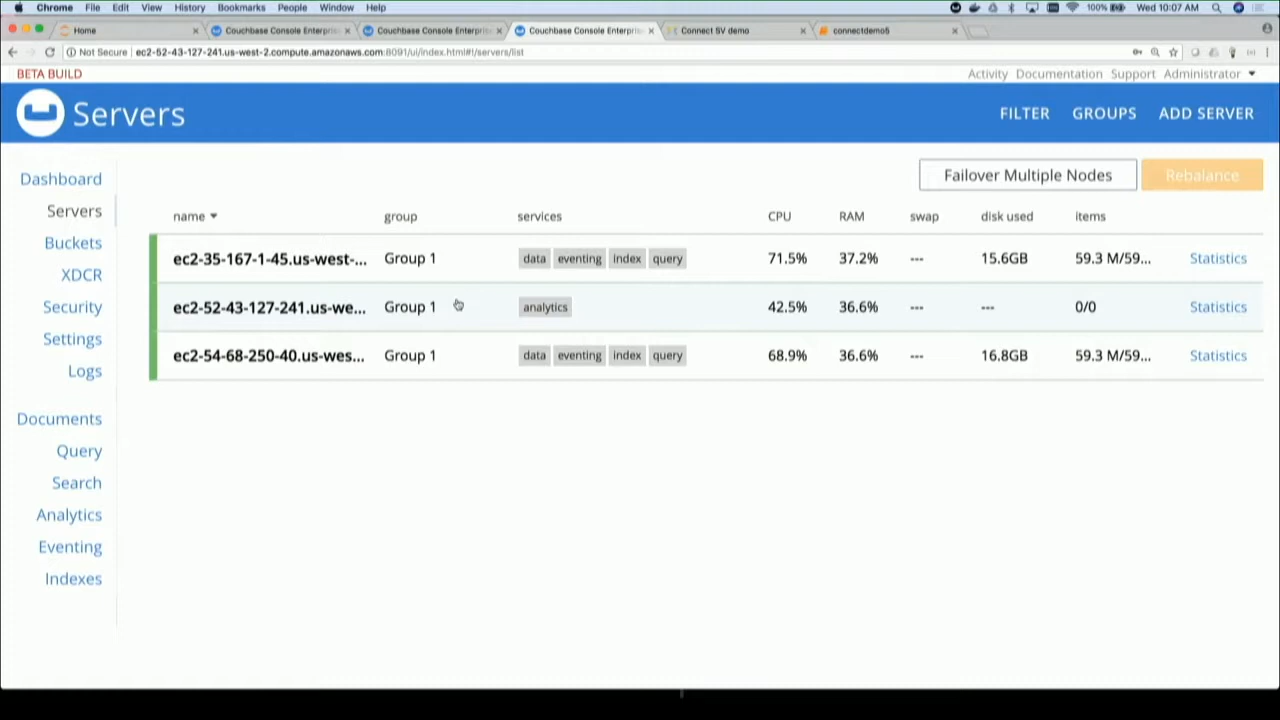 Chrome File Edit View History Bookmarks People Window Help 100% Wed 10:07 AM
Home Couchbase Console Enterpris Couchbase Console Enterpris Couchbase Console Enterpris Connect SV demo connectdemo5
Not Secure ec2-52-43-127-241.us-west-2.compute.amazonaws.com:8091/ui/index.html#!/servers/list
BETA BUILD Activity Documentation Support Administrator
Servers FILTER GROUPS ADD SERVER
Failover Multiple Nodes Rebalance
Dashboard
Servers
Buckets
XDCR
Security
Settings
Logs
Documents
Query
Search
Analytics
Eventing
Indexes
name group services CPU RAM swap disk used items
ec2-35-167-1-45.us-west-... Group 1 data eventing index query 71.5% 37.2% --- 15.6GB 59.3 M/59... Statistics
ec2-52-43-127-241.us-we... Group 1 analytics 42.5% 36.6% --- --- 0/0 Statistics
ec2-54-68-250-40.us-wes... Group 1 data eventing index query 68.9% 36.6% --- 16.8GB 59.3 M/59... Statistics